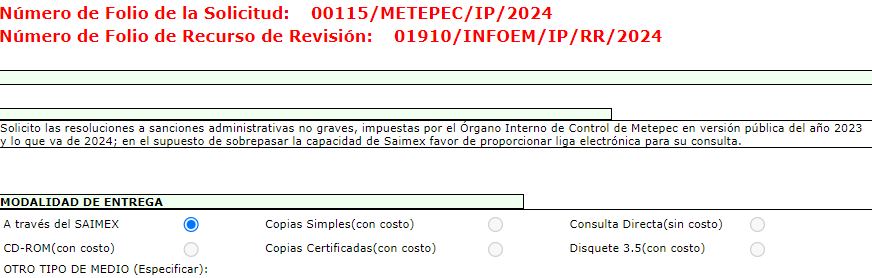 Número de Folio de la Solicitud: 00115/METEPEC/IP/2024
Número de Folio de Recurso de Revisión: 01910/INFOEM/IP/RR/2024
Solicito las resoluciones a sanciones administrativas no graves, impuestas por el Órgano Interno de Control de Metepec en versión pública del año 2023
y lo que va de 2024; en el supuesto de sobrepasar la capacidad de Saimex favor de proporcionar liga electrónica para su consulta.
MODALIDAD DE ENTREGA
A través del SAIMEX Copias Simples(con costo) Consulta Directa(sin costo)
CD-ROM(con costo) Copias Certificadas(con costo) Disquete 3.5(con costo)
OTRO TIPO DE MEDIO (Especificar):